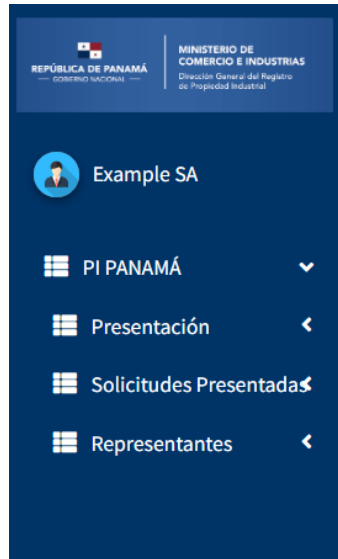 REPÚBLICA DE PANAMÁ
— GOBIERNO NACIONAL —
MINISTERIO DE
COMERCIO E INDUSTRIAS
Dirección General del Registro
de Propiedad Industrial
Example SA
PI PANAMÁ
Presentación
Solicitudes Presentadas
Representantes